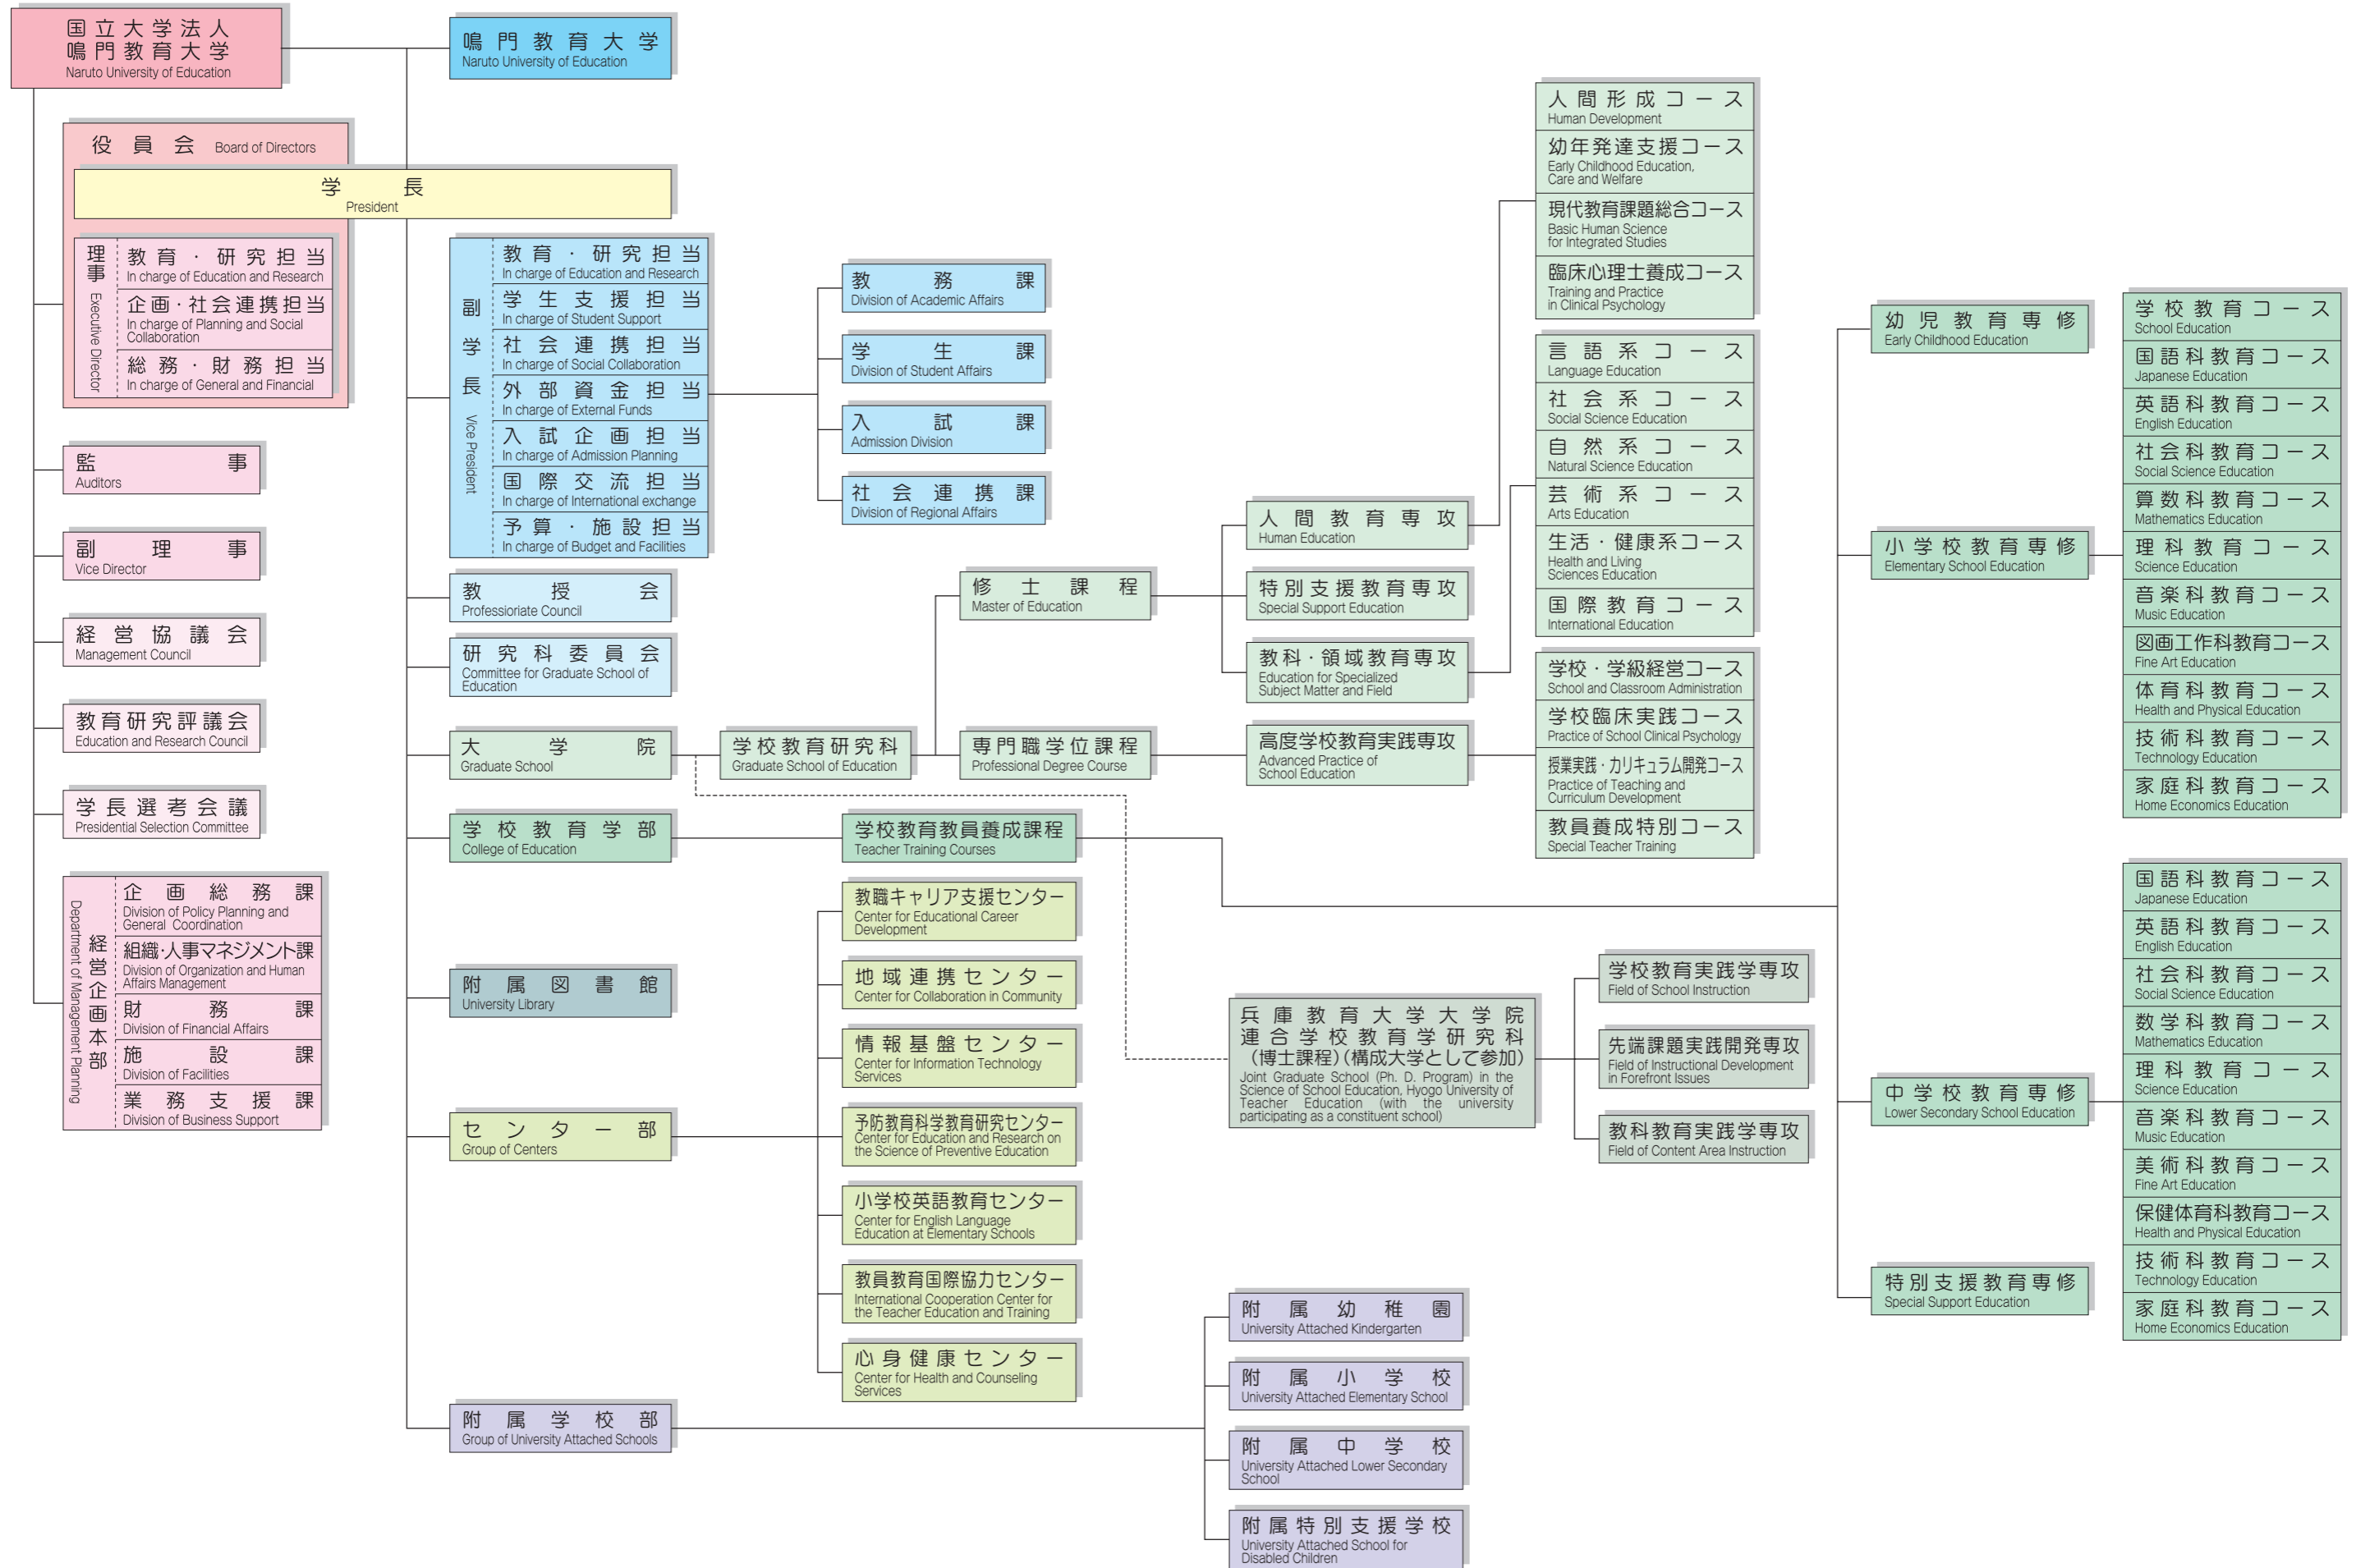 国立大学法人
鳴門教育大学
Naruto University of Education
鳴門教育大学
Naruto University of Education
役員会 Board of Directors
学長
President
理事 Executive Director
教育・研究担当
In charge of Education and Research
企画・社会連携担当
In charge of Planning and Social
Collaboration
総務・財務担当
In charge of General and Financial
監事
Auditors
副理事
Vice Director
経営協議会
Management Council
教育研究評議会
Education and Research Council
学長選考会議
Presidential Selection Committee
経営企画本部
Department of Management Planning
企画総務課
Division of Policy Planning and
General Coordination
組織・人事マネジメント課
Division of Organization and Human
Affairs Management
財務課
Division of Financial Affairs
施設課
Division of Facilities
業務支援課
Division of Business Support
副学長 Vice President
教育・研究担当
In charge of Education and Research
学生支援担当
In charge of Student Support
社会連携担当
In charge of Social Collaboration
外部資金担当
In charge of External Funds
入試企画担当
In charge of Admission Planning
国際交流担当
In charge of International exchange
予算・施設担当
In charge of Budget and Facilities
教務課
Division of Academic Affairs
学生課
Division of Student Affairs
入試課
Admission Division
社会連携課
Division of Regional Affairs
教授会
Professioriate Council
研究科委員会
Committee for Graduate School of
Education
大学院
Graduate School
学校教育研究科
Graduate School of Education
修士課程
Master of Education
専門職学位課程
Professional Degree Course
人間教育専攻
Human Education
特別支援教育専攻
Special Support Education
教科・領域教育専攻
Education for Specialized
Subject Matter and Field
高度学校教育実践専攻
Advanced Practice of
School Education
人間形成コース
Human Development
幼年発達支援コース
Early Childhood Education,
Care and Welfare
現代教育課題総合コース
Basic Human Science
for Integrated Studies
臨床心理士養成コース
Training and Practice
in Clinical Psychology
言語系コース
Language Education
社会系コース
Social Science Education
自然系コース
Natural Science Education
芸術系コース
Arts Education
生活・健康系コース
Health and Living
Sciences Education
国際教育コース
International Education
学校・学級経営コース
School and Classroom Administration
学校臨床実践コース
Practice of School Clinical Psychology
授業実践・カリキュラム開発コース
Practice of Teaching and
Curriculum Development
教員養成特別コース
Special Teacher Training
学校教育学部
College of Education
学校教育教員養成課程
Teacher Training Courses
附属図書館
University Library
センター部
Group of Centers
教職キャリア支援センター
Center for Educational Career
Development
地域連携センター
Center for Collaboration in Community
情報基盤センター
Center for Information Technology
Services
予防教育科学教育研究センター
Center for Education and Research on
the Science of Preventive Education
小学校英語教育センター
Center for English Language
Education at Elementary Schools
教員教育国際協力センター
International Cooperation Center for
the Teacher Education and Training
心身健康センター
Center for Health and Counseling
Services
附属学校部
Group of University Attached Schools
附属幼稚園
University Attached Kindergarten
附属小学校
University Attached Elementary School
附属中学校
University Attached Lower Secondary
School
附属特別支援学校
University Attached School for
Disabled Children
兵庫教育大学大学院
連合学校教育学研究科
(博士課程)(構成大学として参加)
Joint Graduate School (Ph. D. Program) in the
Science of School Education, Hyogo University of
Teacher Education (with the university
participating as a constituent school)
学校教育実践学専攻
Field of School Instruction
先端課題実践開発専攻
Field of Instructional Development
in Forefront Issues
教科教育実践学専攻
Field of Content Area Instruction
幼児教育専修
Early Childhood Education
小学校教育専修
Elementary School Education
中学校教育専修
Lower Secondary School Education
特別支援教育専修
Special Support Education
学校教育コース
School Education
国語科教育コース
Japanese Education
英語科教育コース
English Education
社会科教育コース
Social Science Education
算数科教育コース
Mathematics Education
理科教育コース
Science Education
音楽科教育コース
Music Education
図画工作科教育コース
Fine Art Education
体育科教育コース
Health and Physical Education
技術科教育コース
Technology Education
家庭科教育コース
Home Economics Education
国語科教育コース
Japanese Education
英語科教育コース
English Education
社会科教育コース
Social Science Education
数学科教育コース
Mathematics Education
理科教育コース
Science Education
音楽科教育コース
Music Education
美術科教育コース
Fine Art Education
保健体育科教育コース
Health and Physical Education
技術科教育コース
Technology Education
家庭科教育コース
Home Economics Education